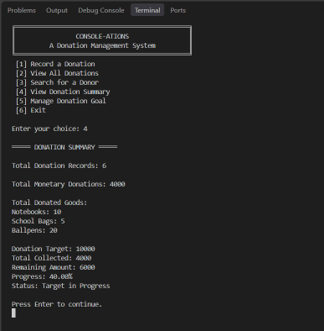 Problems Output Debug Console Terminal Ports
CONSOLE-ATIONS
A Donation Management System
[1] Record a Donation
[2] View All Donations
[3] Search for a Donor
[4] View Donation Summary
[5] Manage Donation Goal
[6] Exit
Enter your choice: 4
===== DONATION SUMMARY =====
Total Donation Records: 6
Total Monetary Donations: 4000
Total Donated Goods:
Notebooks: 10
School Bags: 5
Ballpens: 20
Donation Target: 10000
Total Collected: 4000
Remaining Amount: 6000
Progress: 40.00%
Status: Target in Progress
Press Enter to continue.